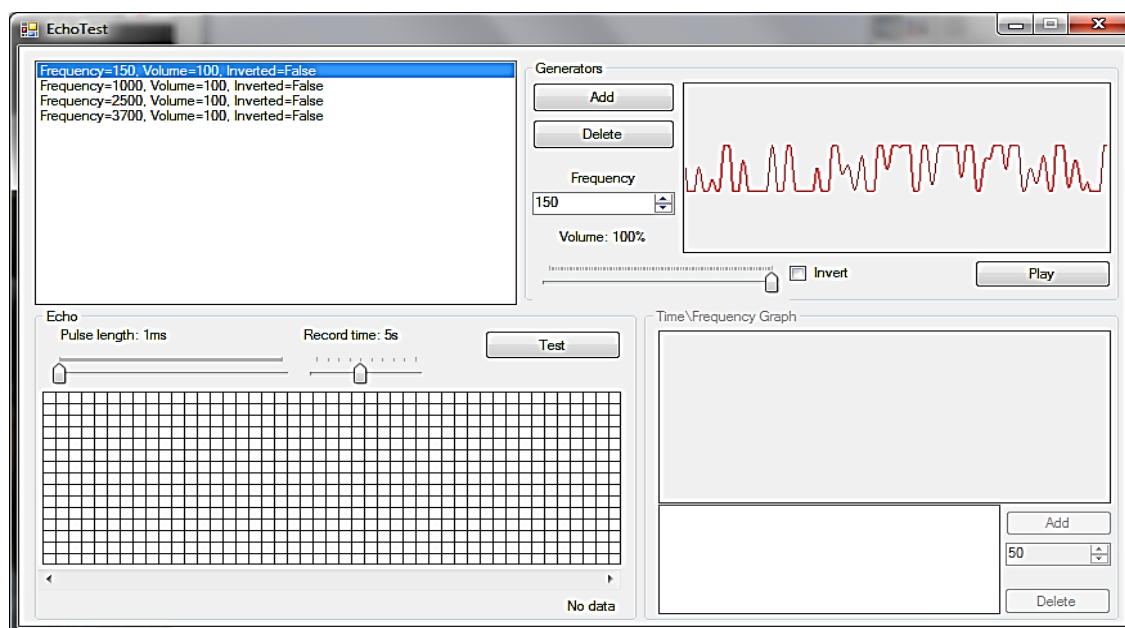 EchoTest
Frequency=150, Volume=100, Inverted=False
Frequency=1000, Volume=100, Inverted=False
Frequency=2500, Volume=100, Inverted=False
Frequency=3700, Volume=100, Inverted=False
Generators
Add
Delete
Frequency
150
Volume: 100%
Invert
Play
Echo
Pulse length: 1ms
Record time: 5s
Test
No data
Time\Frequency Graph
Add
50
Delete